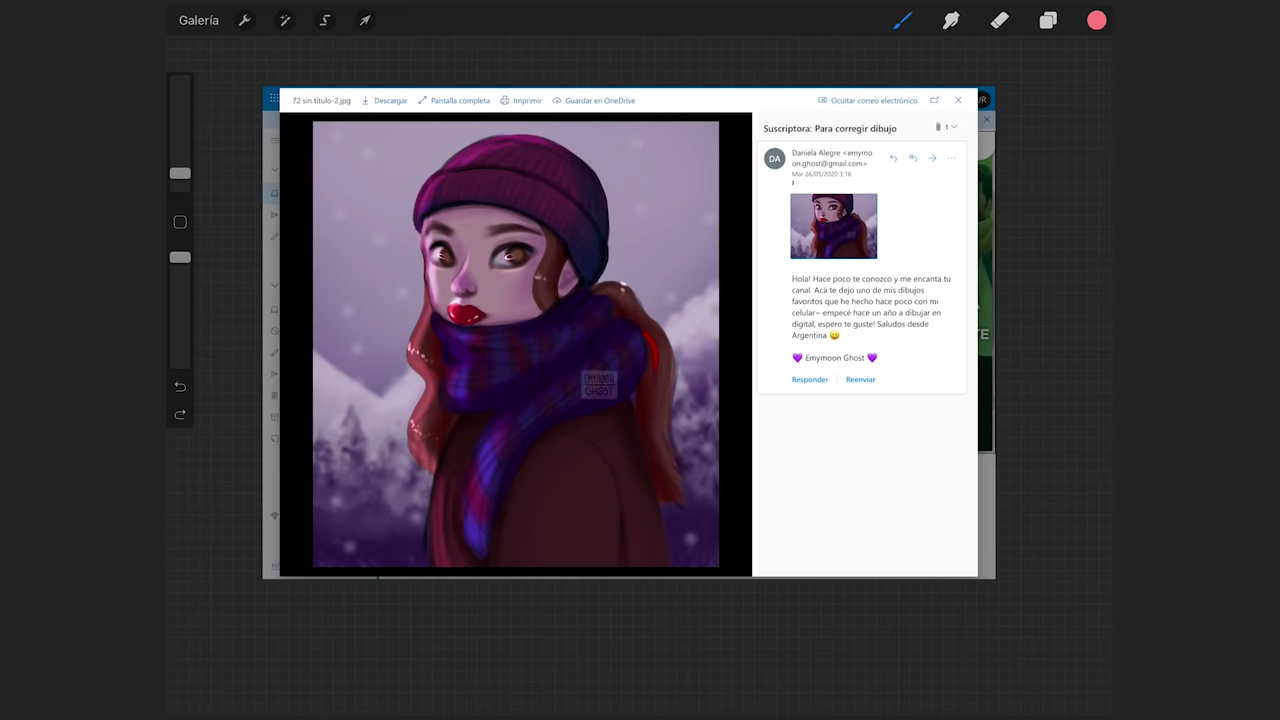 Galería
72 sin título-2.jpg Descargar Pantalla completa Imprimir Guardar en OneDrive Ocultar correo electrónico
JR
Suscriptora: Para corregir dibujo 1
DA
Daniela Alegre <emymo
on.ghost@gmail.com>
Mar 26/05/2020 3:16
P
Hola! Hace poco te conozco y me encanta tu
canal. Acá te dejo uno de mis dibujos
favoritos que he hecho hace poco con mi
celular~ empecé hace un año a dibujar en
digital, espero te guste! Saludos desde
Argentina 😄
💜 Emymoon Ghost 💜
Responder Reenviar
EMYMOON
GHOST
TE